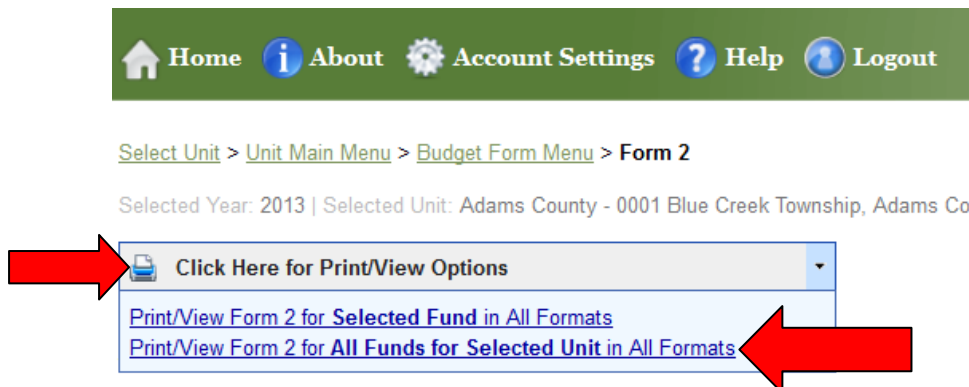 Home About Account Settings Help Logout
Select Unit > Unit Main Menu > Budget Form Menu > Form 2
Selected Year: 2013 | Selected Unit: Adams County - 0001 Blue Creek Township, Adams Co
Click Here for Print/View Options
Print/View Form 2 for Selected Fund in All Formats
Print/View Form 2 for All Funds for Selected Unit in All Formats